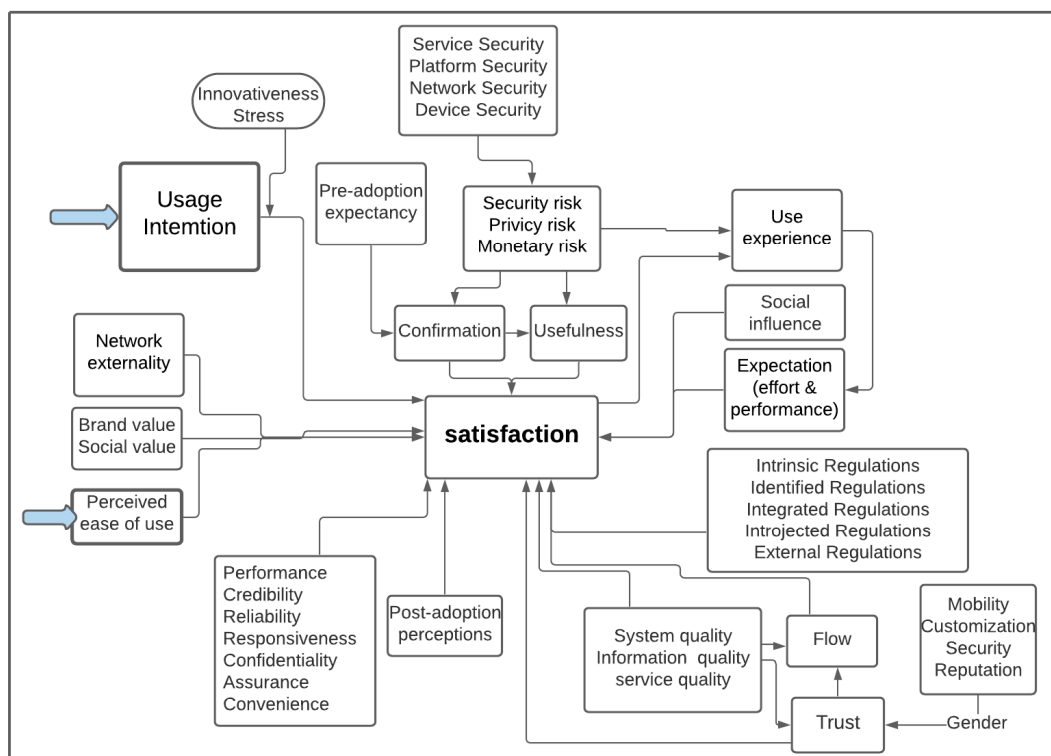 Service Security
Platform Security
Network Security
Device Security
Innovativeness
Stress
Usage
Intemtion
Pre-adoption
expectancy
Security risk
Privicy risk
Monetary risk
Use
experience
Confirmation
Usefulness
Social
influence
Network
externality
Expectation
(effort &
performance)
Brand value
Social value
satisfaction
Perceived
ease of use
Intrinsic Regulations
Identified Regulations
Integrated Regulations
Introjected Regulations
External Regulations
Performance
Credibility
Reliability
Responsiveness
Confidentiality
Assurance
Convenience
Post-adoption
perceptions
System quality
Information quality
service quality
Flow
Mobility
Customization
Security
Reputation
Trust
Gender